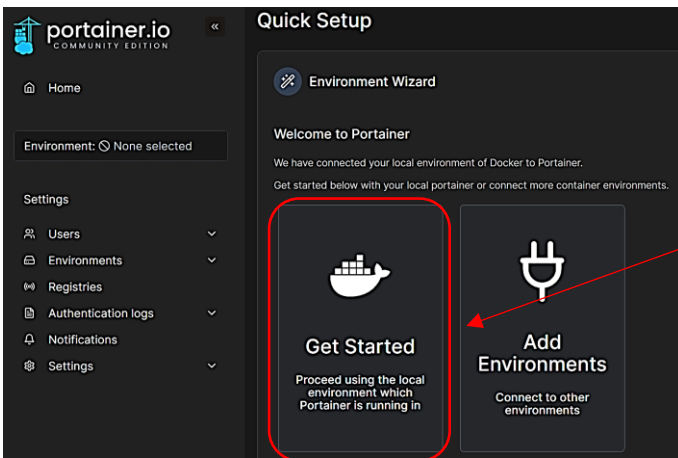 portainer.io
COMMUNITY EDITION
«
Home
Environment: None selected
Settings
Users
Environments
Registries
Authentication logs
Notifications
Settings
Quick Setup
Environment Wizard
Welcome to Portainer
We have connected your local environment of Docker to Portainer.
Get started below with your local portainer or connect more container environments.
Get Started
Proceed using the local
environment which
Portainer is running in
Add
Environments
Connect to other
environments